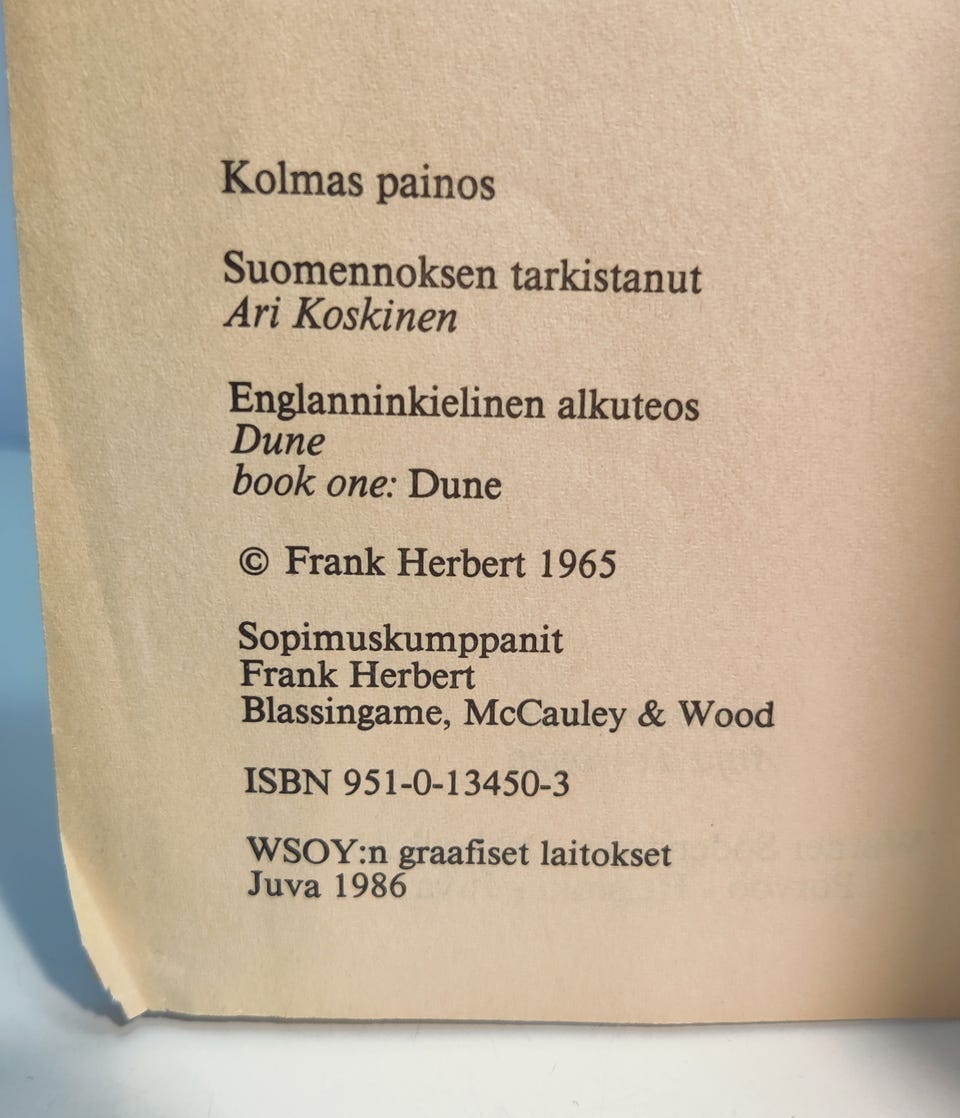 Kolmas painos
Suomennoksen tarkistanut
Ari Koskinen
Englanninkielinen alkuteos
Dune
book one: Dune
© Frank Herbert 1965
Sopimuskumppanit
Frank Herbert
Blassingame, McCauley & Wood
ISBN 951-0-13450-3
WSOY:n graafiset laitokset
Juva 1986